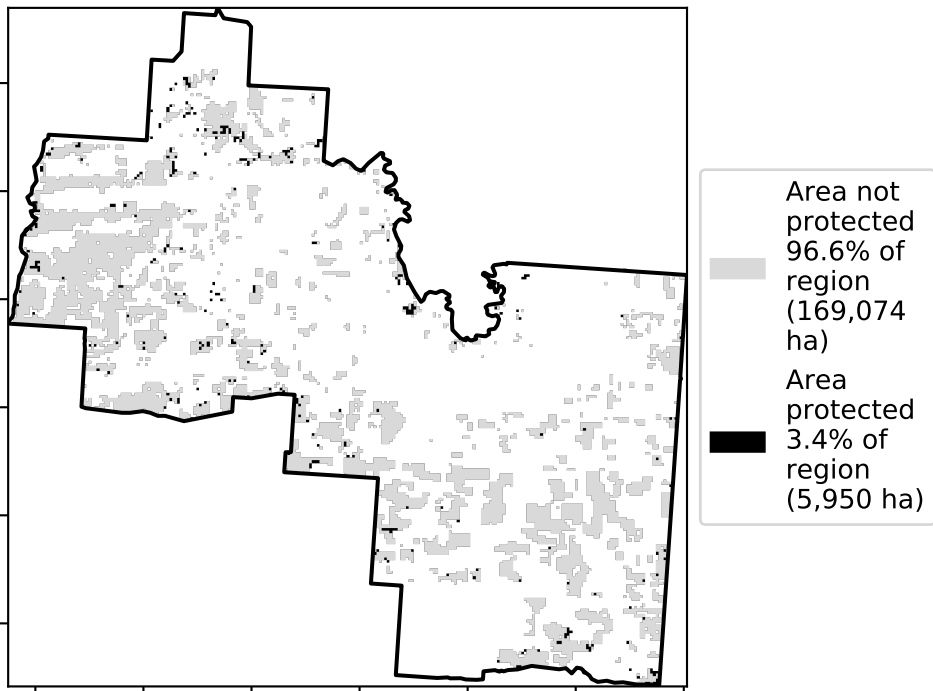 Area not
protected
96.6% of
region
(169,074
ha)
Area
protected
3.4% of
region
(5,950 ha)